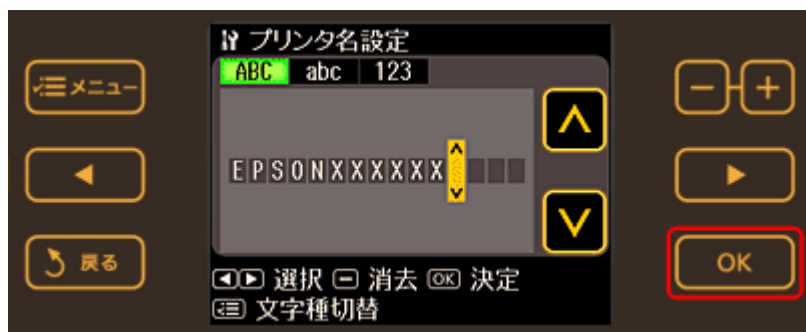 プリンタ名設定
ABC abc 123
メニュー
EPSONXXXXXX
戻る
OK
選択 消去 OK 決定
文字種切替